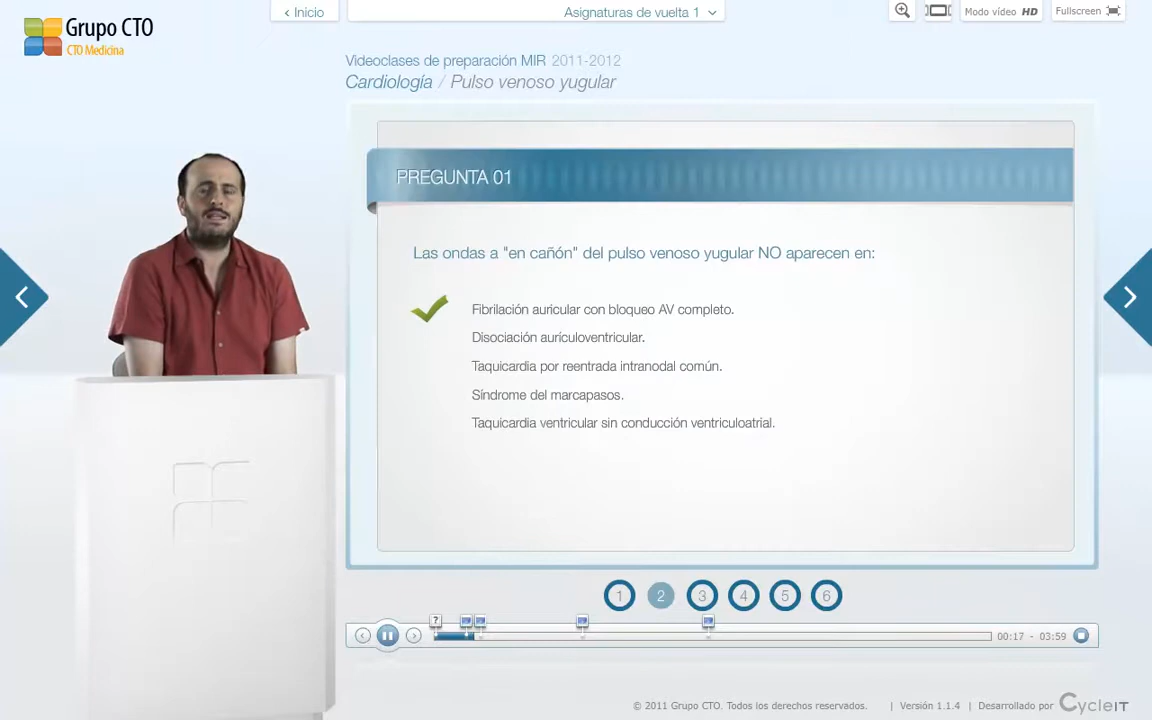 Grupo CTO
CTO Medicina
‹ Inicio
Asignaturas de vuelta 1
Modo vídeo HD
Fullscreen
Videoclases de preparación MIR 2011-2012
Cardiología / Pulso venoso yugular
PREGUNTA 01
Las ondas a "en cañón" del pulso venoso yugular NO aparecen en:
Fibrilación auricular con bloqueo AV completo.
Disociación aurículoventricular.
Taquicardia por reentrada intranodal común.
Síndrome del marcapasos.
Taquicardia ventricular sin conducción ventriculoatrial.
1 2 3 4 5 6
?
00:17 - 03:59
© 2011 Grupo CTO. Todos los derechos reservados. | Versión 1.1.4 | Desarrollado por CycleIT